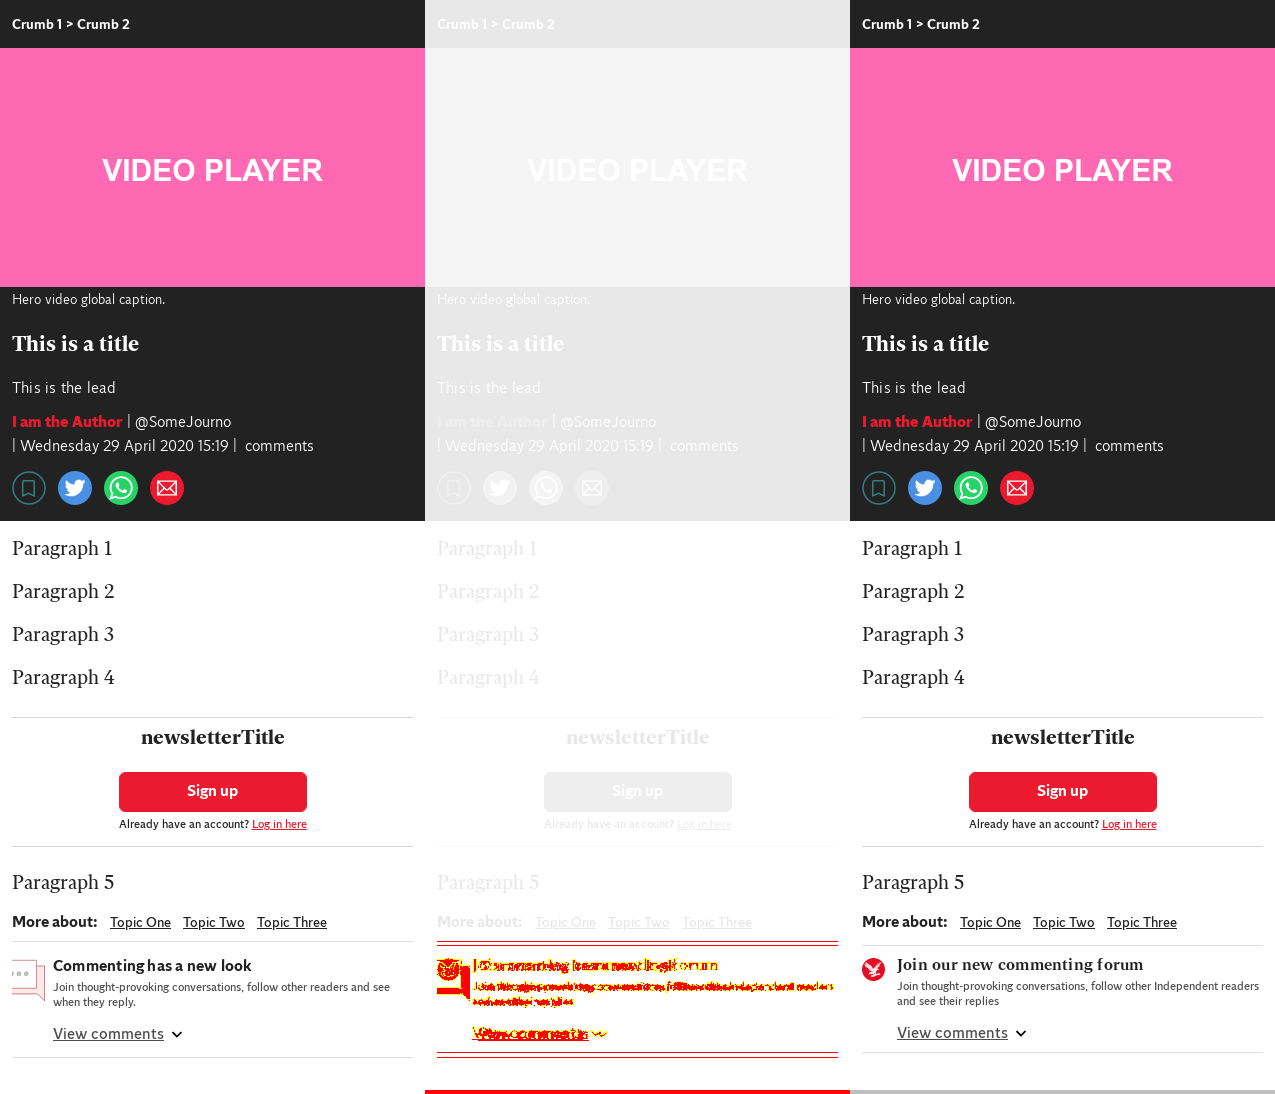 Crumb 1 > Crumb 2
VIDEO PLAYER
Hero video global caption.
This is a title
This is the lead
I am the Author | @SomeJourno
| Wednesday 29 April 2020 15:19 | comments
Paragraph 1
Paragraph 2
Paragraph 3
Paragraph 4
newsletterTitle
Sign up
Already have an account? Log in here
Paragraph 5
More about: Topic One Topic Two Topic Three
Commenting has a new look
Join thought-provoking conversations, follow other readers and see
when they reply.
View comments
Crumb 1 > Crumb 2
VIDEO PLAYER
Hero video global caption.
This is a title
This is the lead
I am the Author | @SomeJourno
| Wednesday 29 April 2020 15:19 | comments
Paragraph 1
Paragraph 2
Paragraph 3
Paragraph 4
newsletterTitle
Sign up
Already have an account? Log in here
Paragraph 5
More about: Topic One Topic Two Topic Three
Crumb 1 > Crumb 2
VIDEO PLAYER
Hero video global caption.
This is a title
This is the lead
I am the Author | @SomeJourno
| Wednesday 29 April 2020 15:19 | comments
Paragraph 1
Paragraph 2
Paragraph 3
Paragraph 4
newsletterTitle
Sign up
Already have an account? Log in here
Paragraph 5
More about: Topic One Topic Two Topic Three
Join our new commenting forum
Join thought-provoking conversations, follow other Independent readers
and see their replies
View comments